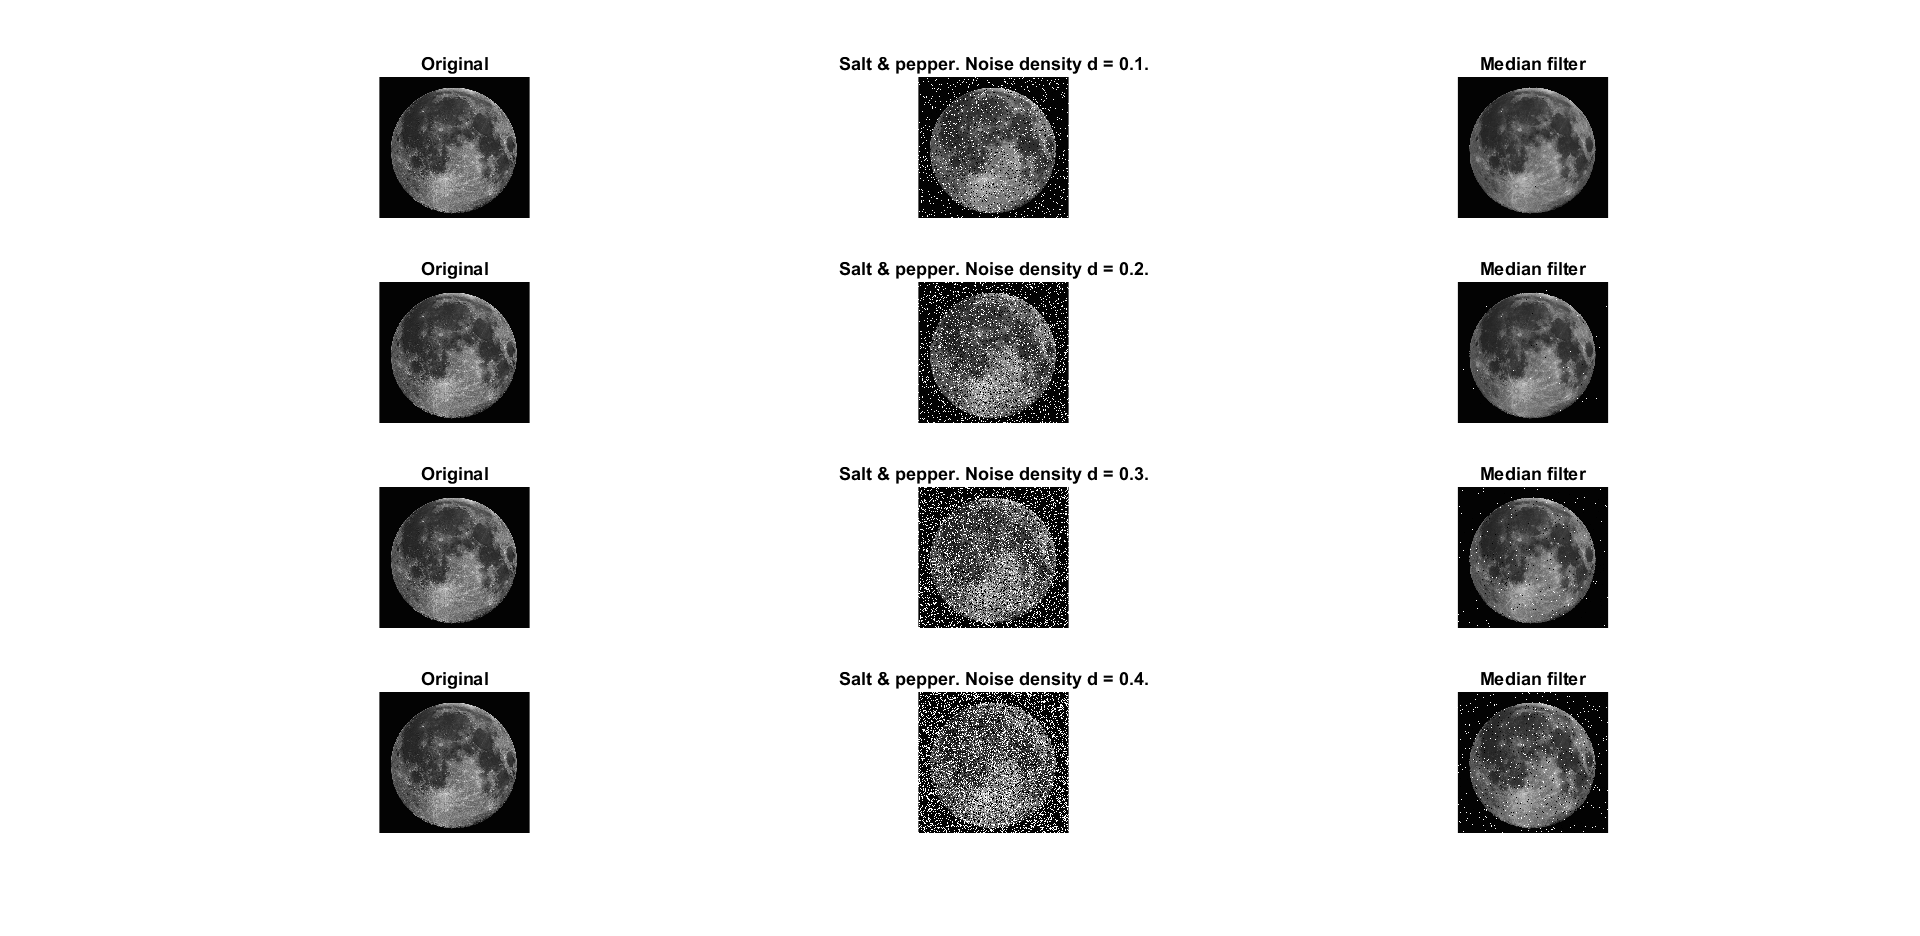 Original
Salt & pepper. Noise density d = 0.1.
Median filter
Original
Salt & pepper. Noise density d = 0.2.
Median filter
Original
Salt & pepper. Noise density d = 0.3.
Median filter
Original
Salt & pepper. Noise density d = 0.4.
Median filter